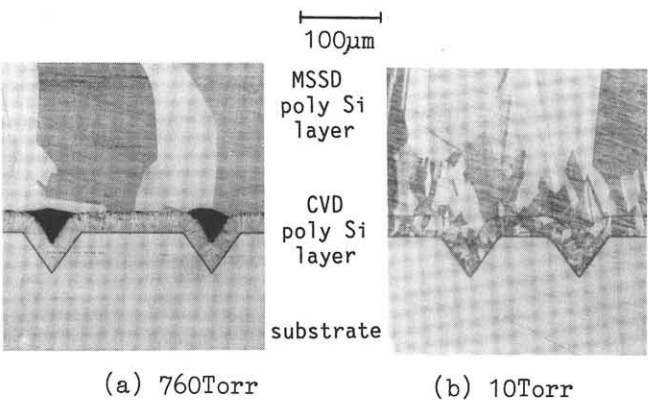 100μm
MSSD
poly Si
layer
CVD
poly Si
layer
substrate
(a) 760Torr
(b) 10Torr